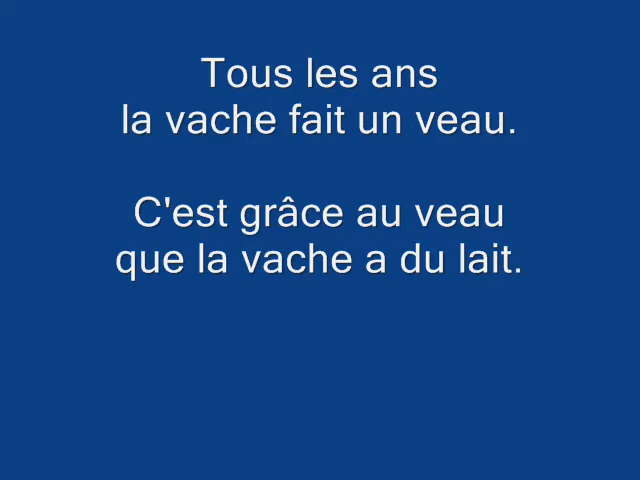 Tous les ans
la vache fait un veau.
C'est grâce au veau
que la vache a du lait.